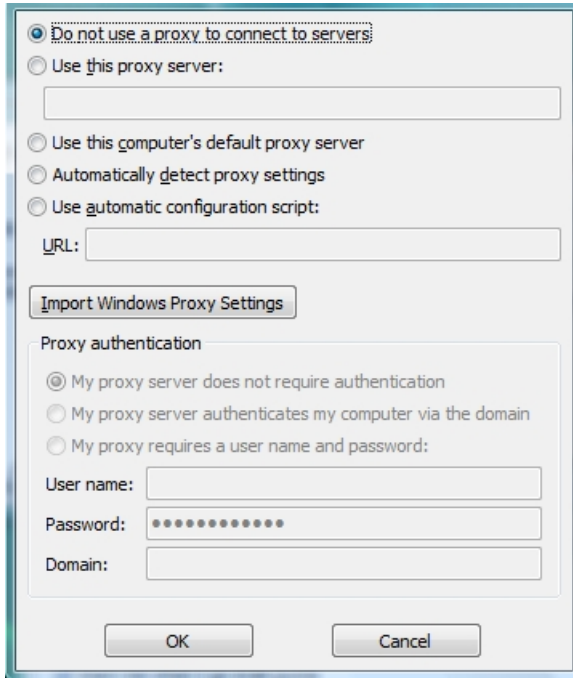 Do not use a proxy to connect to servers
Use this proxy server:
Use this computer's default proxy server
Automatically detect proxy settings
Use automatic configuration script:
URL:
Import Windows Proxy Settings
Proxy authentication
My proxy server does not require authentication
My proxy server authenticates my computer via the domain
My proxy requires a user name and password:
User name:
Password: ●●●●●●●●●●●●
Domain:
OK Cancel